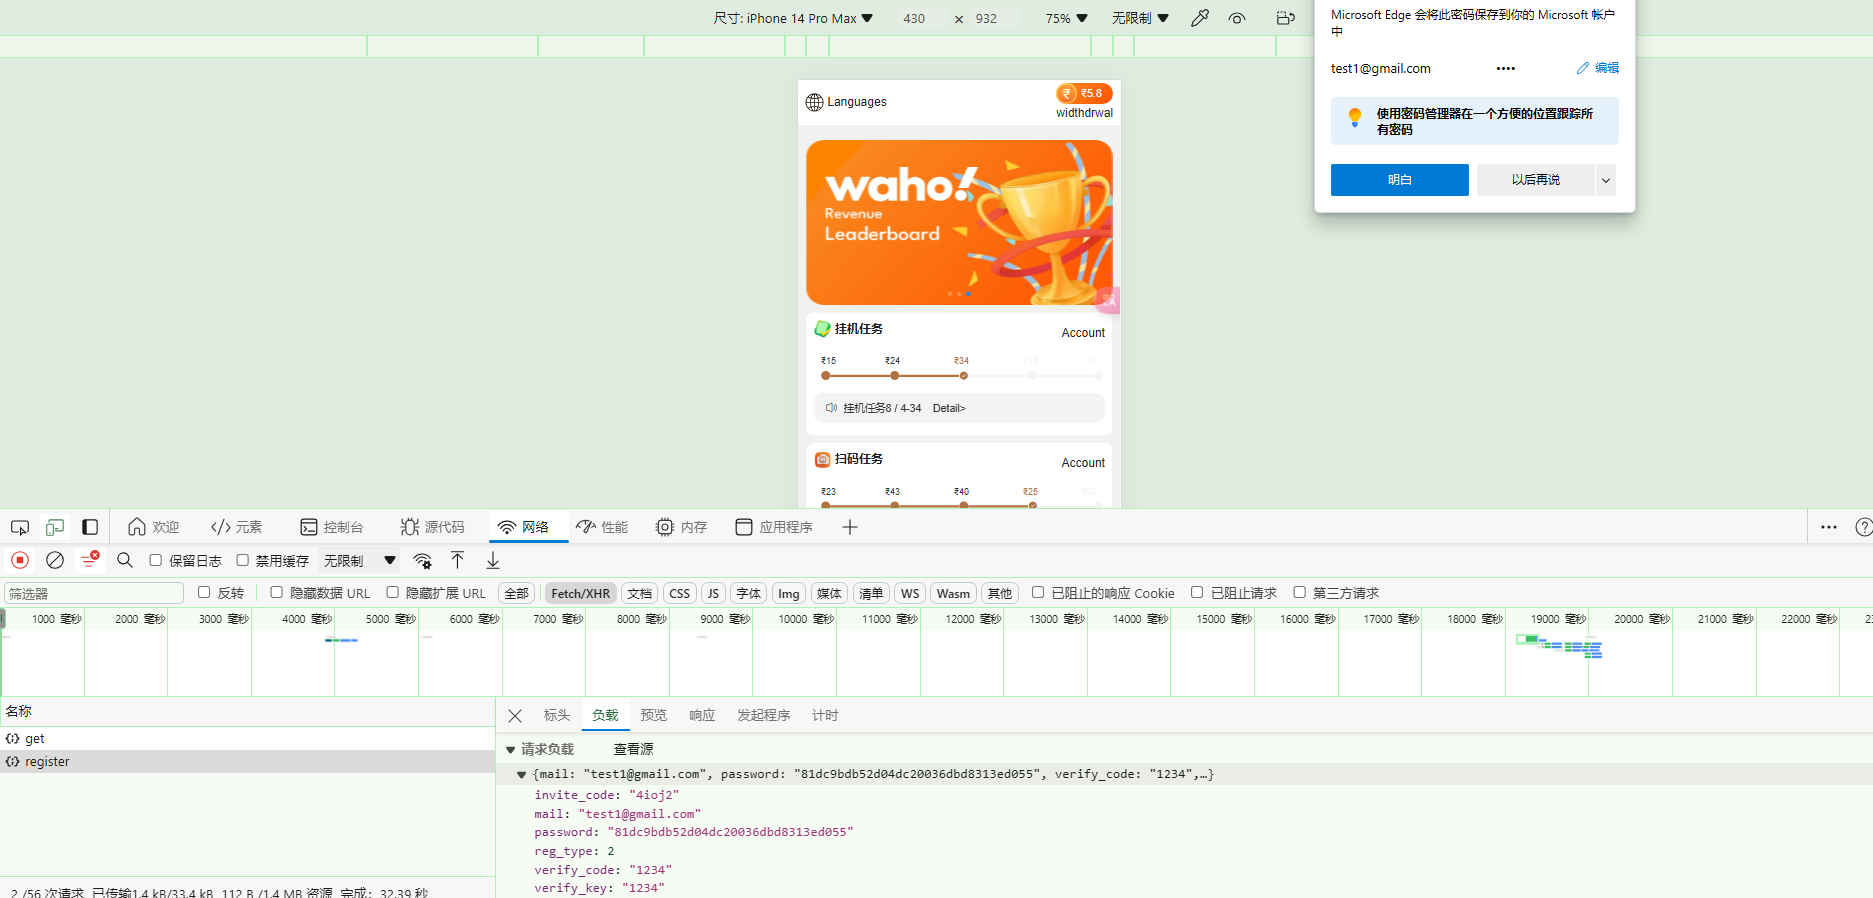 尺寸: iPhone 14 Pro Max ▼ 430 × 932 75% ▼ 无限制 ▼
Microsoft Edge 会将此密码保存到你的 Microsoft 帐户
中
test1@gmail.com •••• 编辑
使用密码管理器在一个方便的位置跟踪所
有密码
明白 以后再说
Languages
₹5.8
widthdrwal
waho!
Revenue
Leaderboard
挂机任务 Account
₹15 ₹24 ₹34 ₹34
挂机任务8 / 4-34 Detail>
扫码任务 Account
₹23 ₹43 ₹40 ₹25 ₹30
欢迎 元素 控制台 源代码 网络 性能 内存 应用程序
保留日志 禁用缓存 无限制 ▼
筛选器 反转 隐藏数据 URL 隐藏扩展 URL 全部 Fetch/XHR 文档 CSS JS 字体 Img 媒体 清单 WS Wasm 其他 已阻止的响应 Cookie 已阻止请求 第三方请求
1000 毫秒 2000 毫秒 3000 毫秒 4000 毫秒 5000 毫秒 6000 毫秒 7000 毫秒 8000 毫秒 9000 毫秒 10000 毫秒 11000 毫秒 12000 毫秒 13000 毫秒 14000 毫秒 15000 毫秒 16000 毫秒 17000 毫秒 18000 毫秒 19000 毫秒 20000 毫秒 21000 毫秒 22000 毫秒
名称
get
register
标头 负载 预览 响应 发起程序 计时
▼ 请求负载 查看源
▼ {mail: "test1@gmail.com", password: "81dc9bdb52d04dc20036dbd8313ed055", verify_code: "1234",…}
invite_code: "4ioj2"
mail: "test1@gmail.com"
password: "81dc9bdb52d04dc20036dbd8313ed055"
reg_type: 2
verify_code: "1234"
verify_key: "1234"
2 /56 次请求 已传输1.4 kB/33.4 kB 112 B /1.4 MB 资源 完成: 32.39 秒